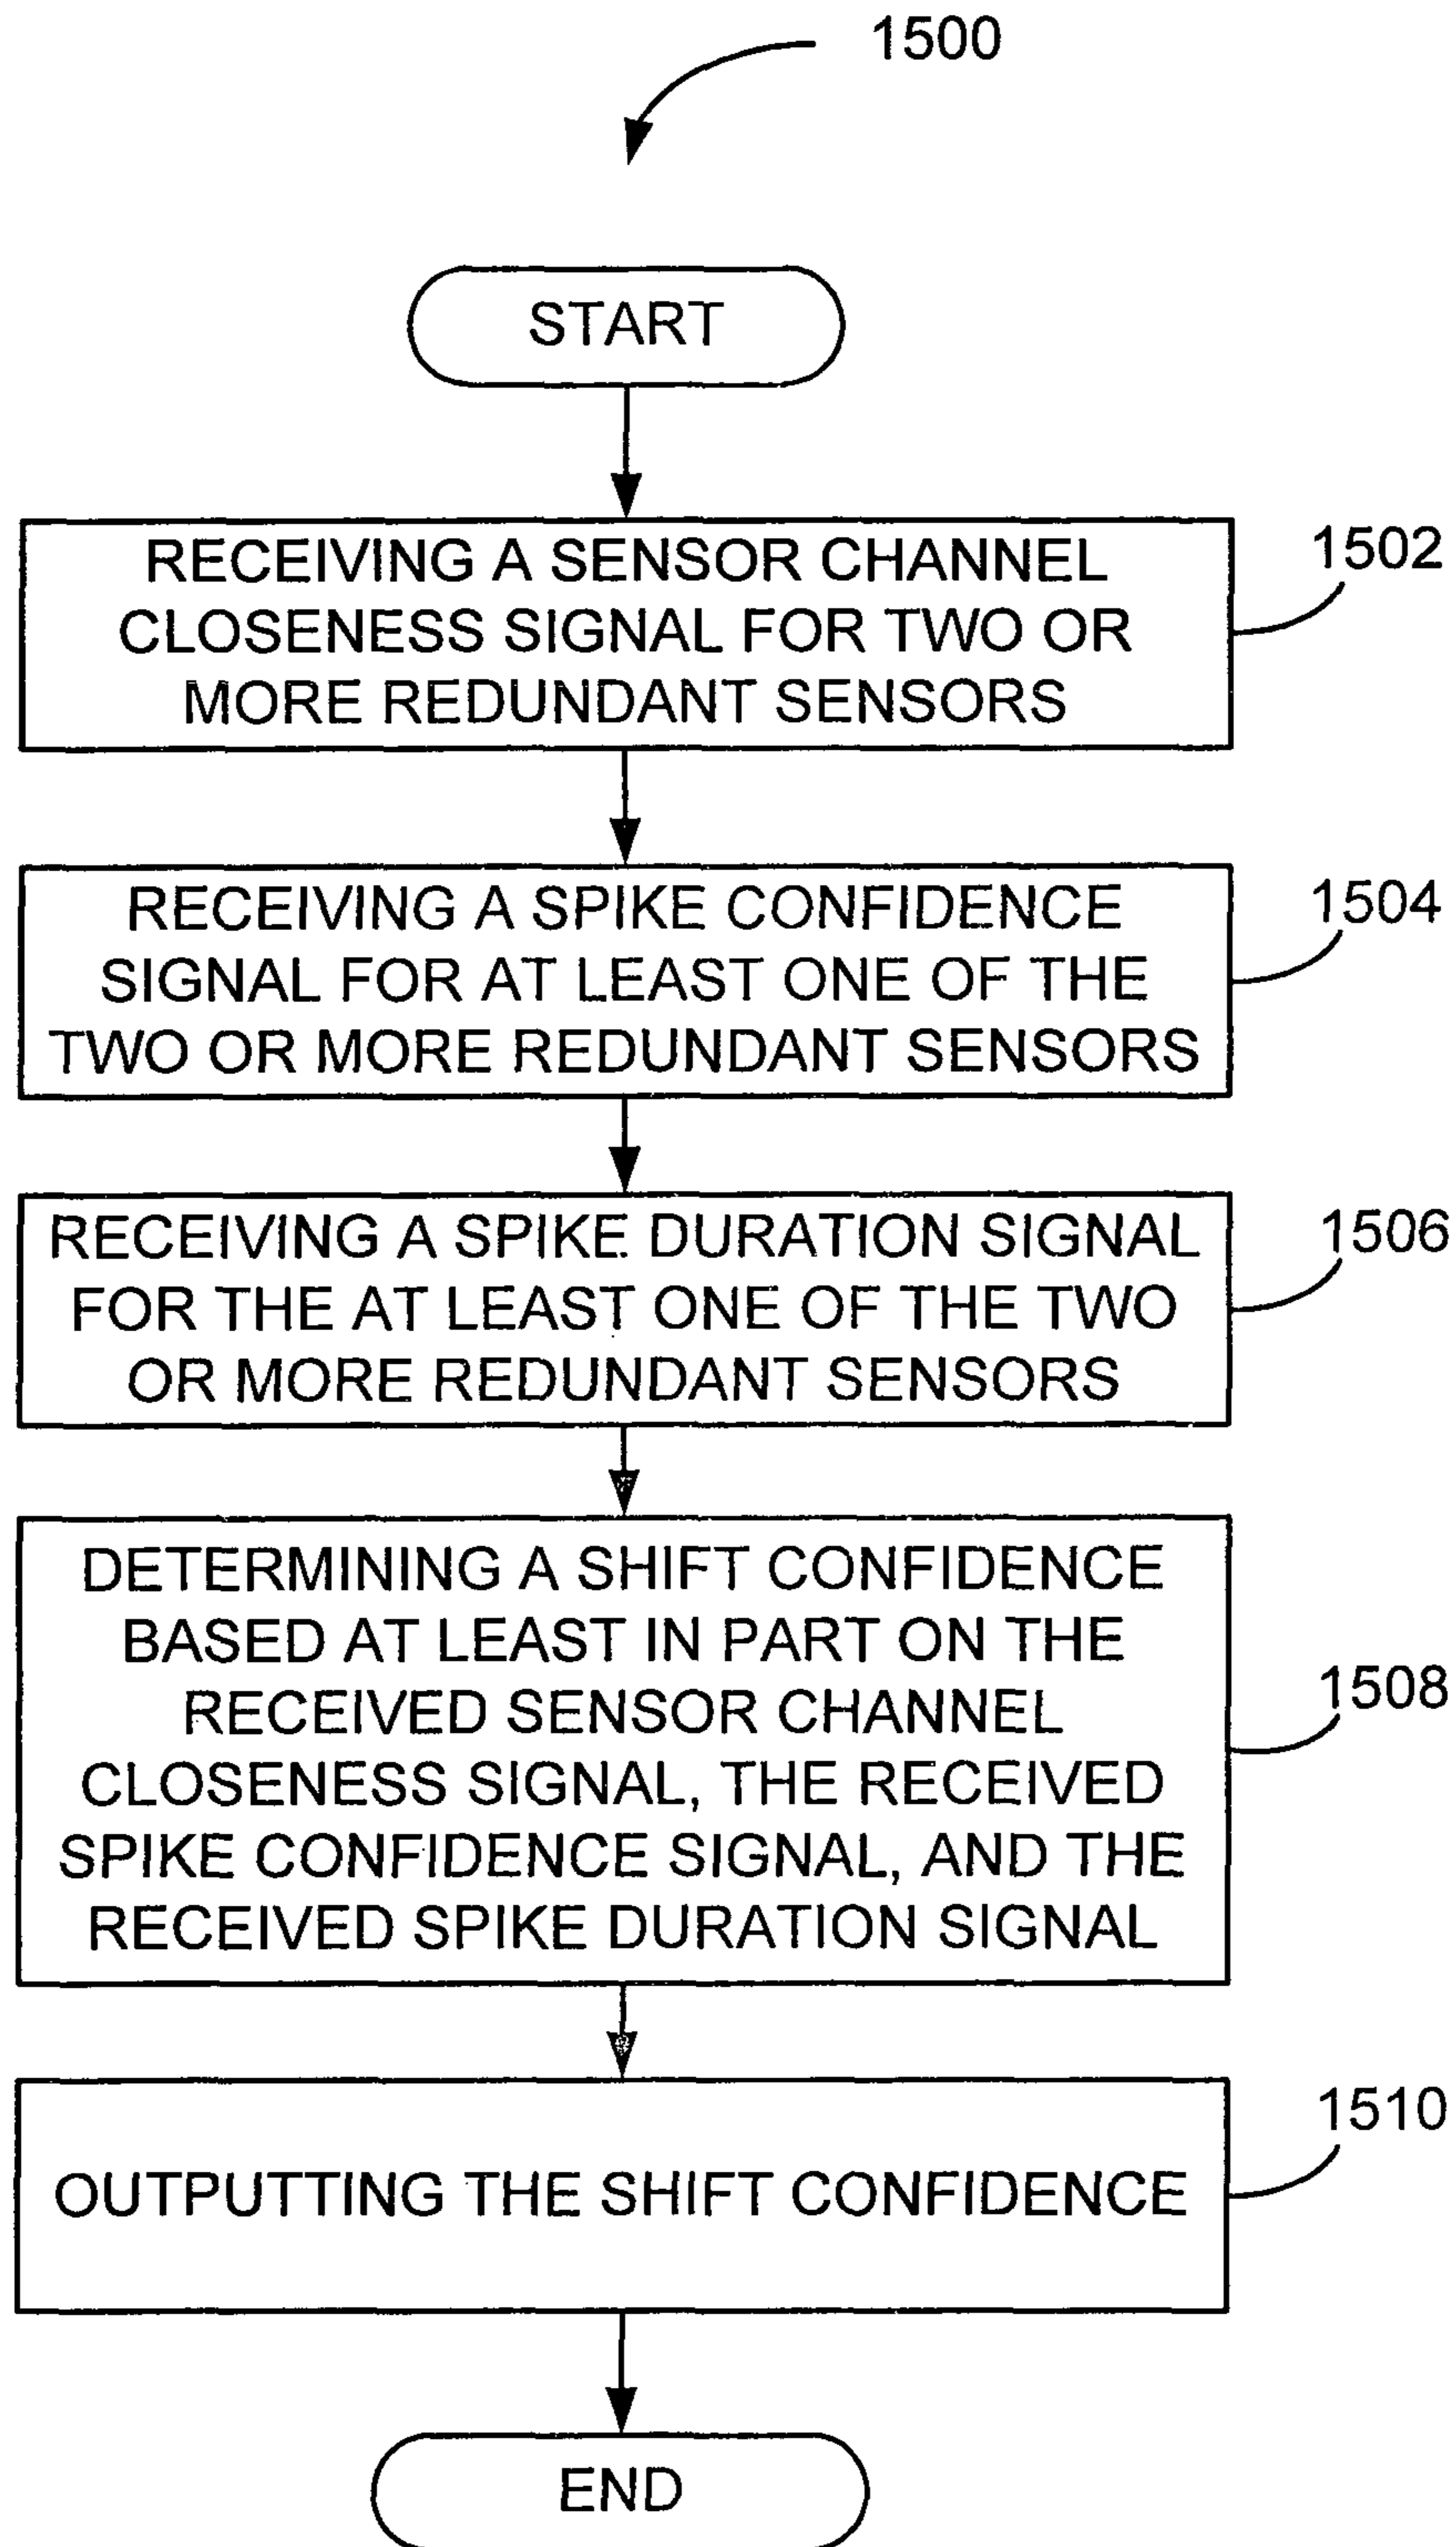 1500
START
RECEIVING A SENSOR CHANNEL
CLOSENESS SIGNAL FOR TWO OR
MORE REDUNDANT SENSORS
1502
RECEIVING A SPIKE CONFIDENCE
SIGNAL FOR AT LEAST ONE OF THE
TWO OR MORE REDUNDANT SENSORS
1504
RECEIVING A SPIKE DURATION SIGNAL
FOR THE AT LEAST ONE OF THE TWO
OR MORE REDUNDANT SENSORS
1506
DETERMINING A SHIFT CONFIDENCE
BASED AT LEAST IN PART ON THE
RECEIVED SENSOR CHANNEL
CLOSENESS SIGNAL, THE RECEIVED
SPIKE CONFIDENCE SIGNAL, AND THE
RECEIVED SPIKE DURATION SIGNAL
1508
OUTPUTTING THE SHIFT CONFIDENCE
1510
END